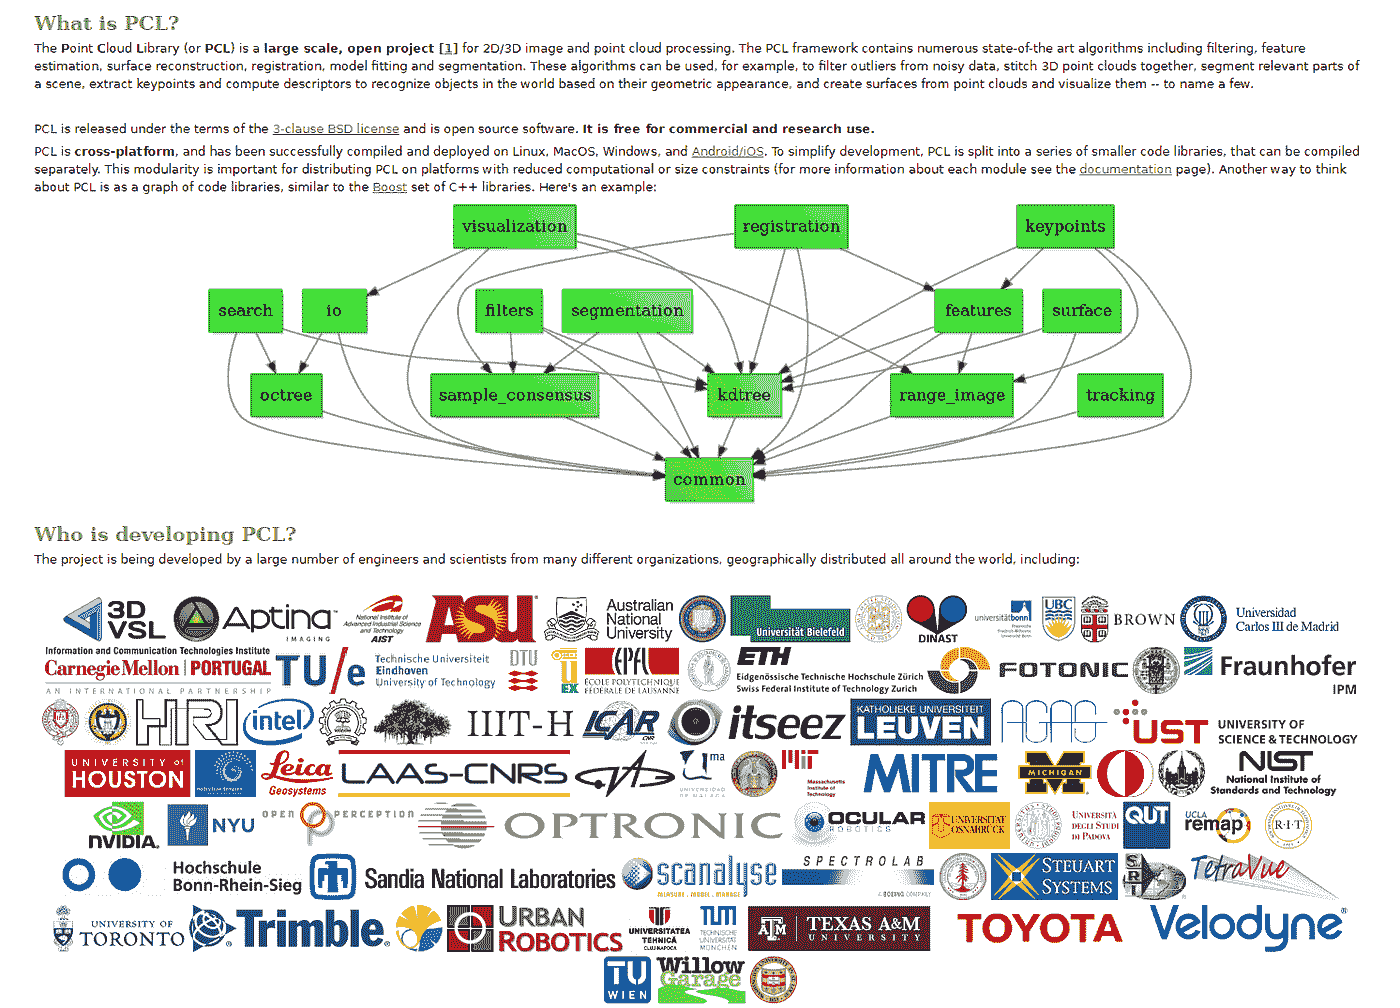 What is PCL?
The Point Cloud Library (or PCL) is a large scale, open project [1] for 2D/3D image and point cloud processing. The PCL framework contains numerous state-of-the art algorithms including filtering, feature
estimation, surface reconstruction, registration, model fitting and segmentation. These algorithms can be used, for example, to filter outliers from noisy data, stitch 3D point clouds together, segment relevant parts of
a scene, extract keypoints and compute descriptors to recognize objects in the world based on their geometric appearance, and create surfaces from point clouds and visualize them -- to name a few.
PCL is released under the terms of the 3-clause BSD license and is open source software. It is free for commercial and research use.
PCL is cross-platform, and has been successfully compiled and deployed on Linux, MacOS, Windows, and Android/iOS. To simplify development, PCL is split into a series of smaller code libraries, that can be compiled
separately. This modularity is important for distributing PCL on platforms with reduced computational or size constraints (for more information about each module see the documentation page). Another way to think
about PCL is as a graph of code libraries, similar to the Boost set of C++ libraries. Here's an example:
visualization registration keypoints
search io filters segmentation features surface
octree sample_consensus kdtree range_image tracking
common
Who is developing PCL?
The project is being developed by a large number of engineers and scientists from many different organizations, geographically distributed all around the world, including:
3D VSL
Aptina IMAGING
National Institute of Advanced Industrial Science and Technology AIST
ASU
Australian National University
Universität Bielefeld
DINAST
universitätbonn
UBC
BROWN
Universidad Carlos III de Madrid
Information and Communication Technologies Institute
Carnegie Mellon | PORTUGAL
AN INTERNATIONAL PARTNERSHIP
TU/e Technische Universiteit Eindhoven University of Technology
DTU
UEX
EPFL ÉCOLE POLYTECHNIQUE FÉDÉRALE DE LAUSANNE
ETH
Eidgenössische Technische Hochschule Zürich
Swiss Federal Institute of Technology Zurich
FOTONIC
Fraunhofer IPM
HRI
intel
IIIT-H
ICAR CNR
itseez
KATHOLIEKE UNIVERSITEIT LEUVEN
UST UNIVERSITY OF SCIENCE & TECHNOLOGY
UNIVERSITY of HOUSTON
Leica Geosystems
LAAS-CNRS
uma UNIVERSIDAD DE MÁLAGA
MIT Massachusetts Institute of Technology
MITRE
M MICHIGAN
NIST National Institute of Standards and Technology
NVIDIA.
NYU
OPEN PERCEPTION
OPTRONIC
OCULAR ROBOTICS
UNIVERSITÄT OSNABRÜCK
UNIVERSITÀ DEGLI STUDI DI PADOVA
QUT
UCLA remap
R·I·T
Hochschule Bonn-Rhein-Sieg
Sandia National Laboratories
scanalyse
MEASURE . MODEL . MANAGE
SPECTROLAB
A BOEING COMPANY
STEUART SYSTEMS
SRI
TetraVue
UNIVERSITY OF TORONTO
Trimble.
URBAN ROBOTICS
UNIVERSITATEA TEHNICĂ CLUJ-NAPOCA
TUM TECHNISCHE UNIVERSITÄT MÜNCHEN
ATM TEXAS A&M UNIVERSITY
TOYOTA
Velodyne®
TU WIEN
Willow Garage